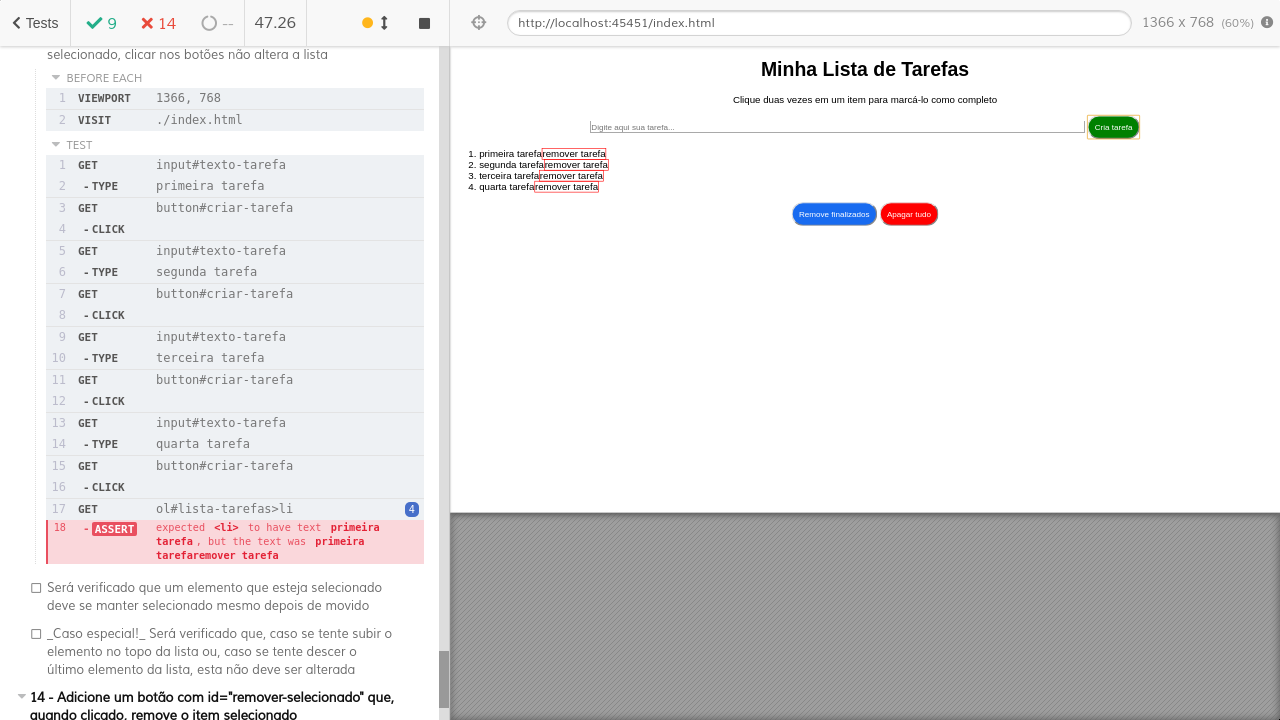 Tests
9
14
--
47.26
http://localhost:45451/index.html
1366 x 768 (60%)
selecionado, clicar nos botões não altera a lista
BEFORE EACH
1 VIEWPORT 1366, 768
2 VISIT ./index.html
TEST
1 GET input#texto-tarefa
2 -TYPE primeira tarefa
3 GET button#criar-tarefa
4 -CLICK
5 GET input#texto-tarefa
6 -TYPE segunda tarefa
7 GET button#criar-tarefa
8 -CLICK
9 GET input#texto-tarefa
10 -TYPE terceira tarefa
11 GET button#criar-tarefa
12 -CLICK
13 GET input#texto-tarefa
14 -TYPE quarta tarefa
15 GET button#criar-tarefa
16 -CLICK
17 GET ol#lista-tarefas>li 4
18 -ASSERT expected <li> to have text primeira
tarefa, but the text was primeira
tarefaremover tarefa
Será verificado que um elemento que esteja selecionado
deve se manter selecionado mesmo depois de movido
_Caso especial!_ Será verificado que, caso se tente subir o
elemento no topo da lista ou, caso se tente descer o
último elemento da lista, esta não deve ser alterada
14 - Adicione um botão com id="remover-selecionado" que,
quando clicado, remove o item selecionado
Minha Lista de Tarefas
Clique duas vezes em um item para marcá-lo como completo
Digite aqui sua tarefa...
Cria tarefa
1. primeira tarefaremover tarefa
2. segunda tarefaremover tarefa
3. terceira tarefaremover tarefa
4. quarta tarefaremover tarefa
Remove finalizados
Apagar tudo